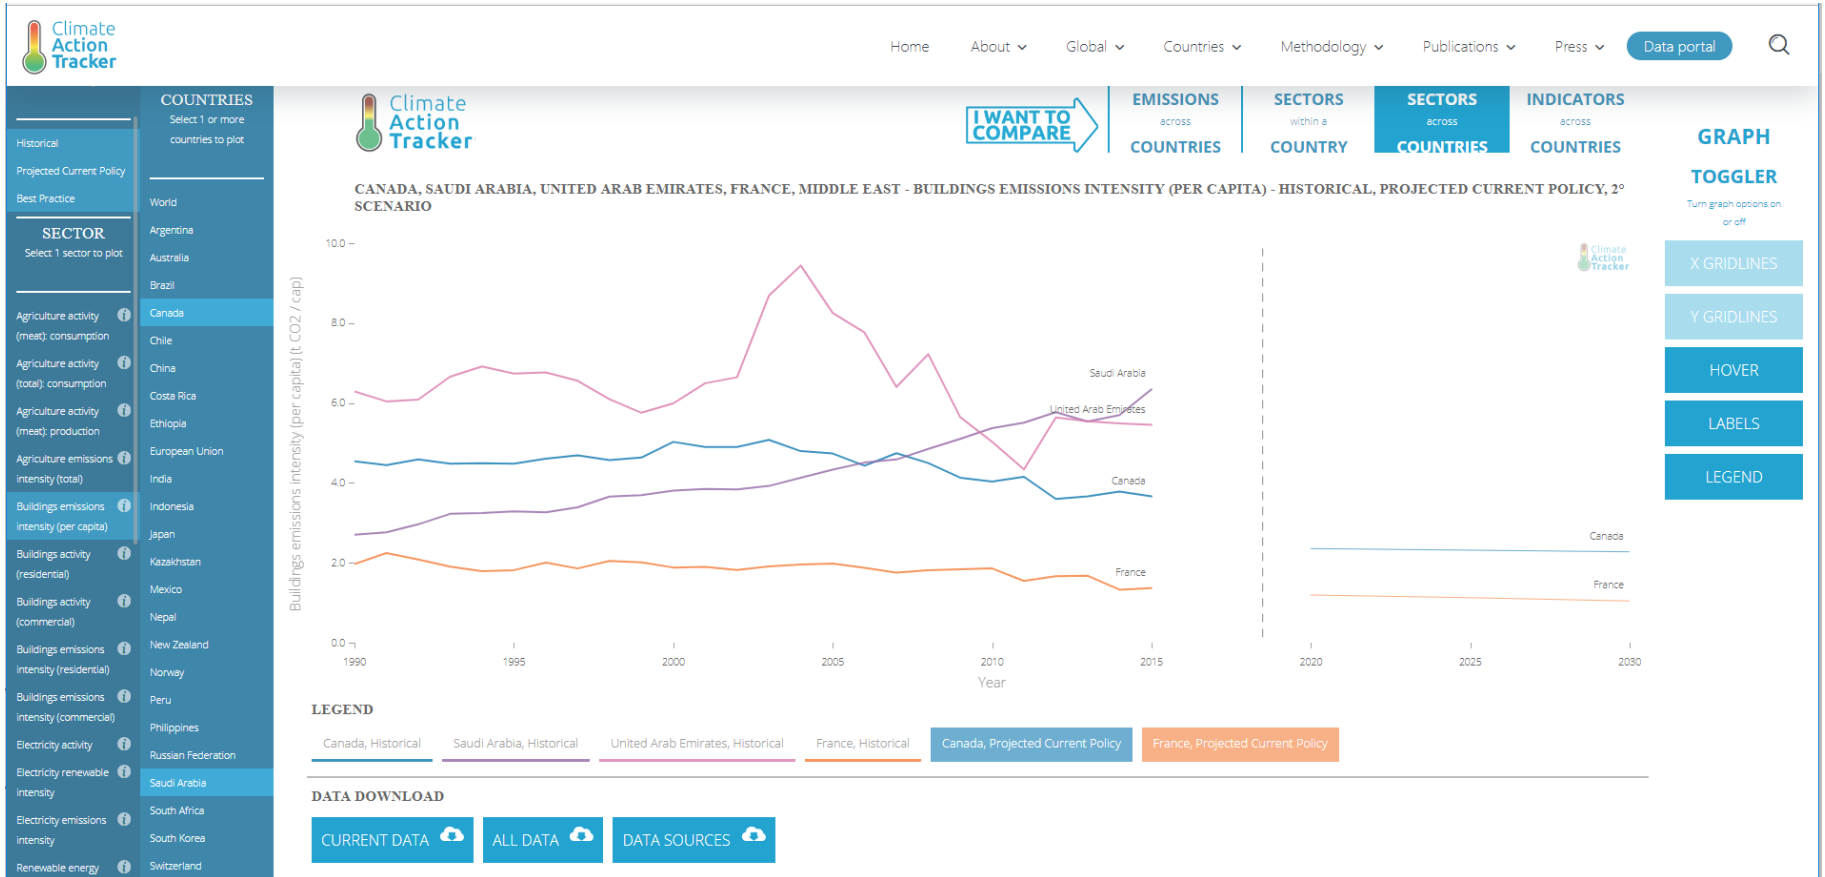 Climate
Action
Tracker
Home
About
Global
Countries
Methodology
Publications
Press
Data portal
Historical
Projected Current Policy
Best Practice
SECTOR
Select 1 sector to plot
Agriculture activity
(meat): consumption
Agriculture activity
(total): consumption
Agriculture activity
(meat): production
Agriculture emissions
intensity (total)
Buildings emissions
intensity (per capita)
Buildings activity
(residential)
Buildings activity
(commercial)
Buildings emissions
intensity (residential)
Buildings emissions
intensity (commercial)
Electricity activity
Electricity renewable
intensity
Electricity emissions
intensity
Renewable energy
COUNTRIES
Select 1 or more
countries to plot
World
Argentina
Australia
Brazil
Canada
Chile
China
Costa Rica
Ethiopia
European Union
India
Indonesia
Japan
Kazakhstan
Mexico
Nepal
New Zealand
Norway
Peru
Philippines
Russian Federation
Saudi Arabia
South Africa
South Korea
Switzerland
Climate
Action
Tracker
I WANT TO
COMPARE
EMISSIONS
across
COUNTRIES
SECTORS
within a
COUNTRY
SECTORS
across
COUNTRIES
INDICATORS
across
COUNTRIES
CANADA, SAUDI ARABIA, UNITED ARAB EMIRATES, FRANCE, MIDDLE EAST - BUILDINGS EMISSIONS INTENSITY (PER CAPITA) - HISTORICAL, PROJECTED CURRENT POLICY, 2°
SCENARIO
Buildings emissions intensity (per capita) (t CO2 / cap)
10.0
8.0
6.0
4.0
2.0
0.0
Saudi Arabia
United Arab Emirates
Canada
France
Canada
France
Climate
Action
Tracker
1990
1995
2000
2005
2010
2015
2020
2025
2030
Year
LEGEND
Canada, Historical
Saudi Arabia, Historical
United Arab Emirates, Historical
France, Historical
Canada, Projected Current Policy
France, Projected Current Policy
DATA DOWNLOAD
CURRENT DATA
ALL DATA
DATA SOURCES
GRAPH
TOGGLER
Turn graph options on
or off
X GRIDLINES
Y GRIDLINES
HOVER
LABELS
LEGEND